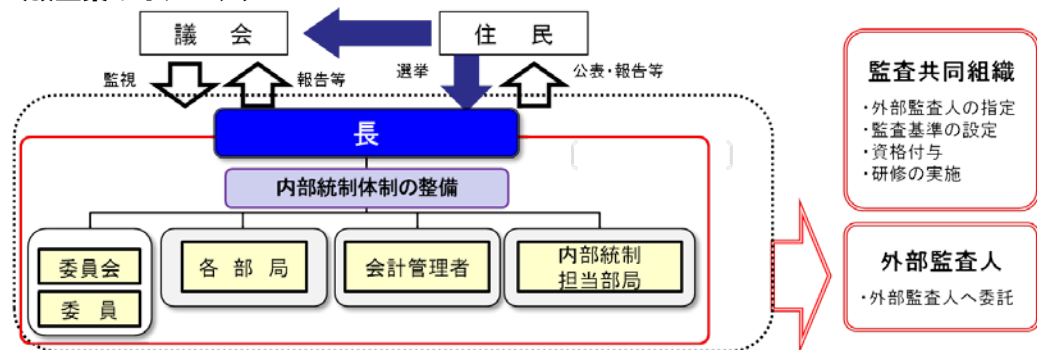 議　会
住　民
監視
報告等
選挙
公表・報告等
長
内部統制体制の整備
委員会
委　員
各　部　局
会計管理者
内部統制
担当部局
監査共同組織
・外部監査人の指定
・監査基準の設定
・資格付与
・研修の実施
外部監査人
・外部監査人へ委託